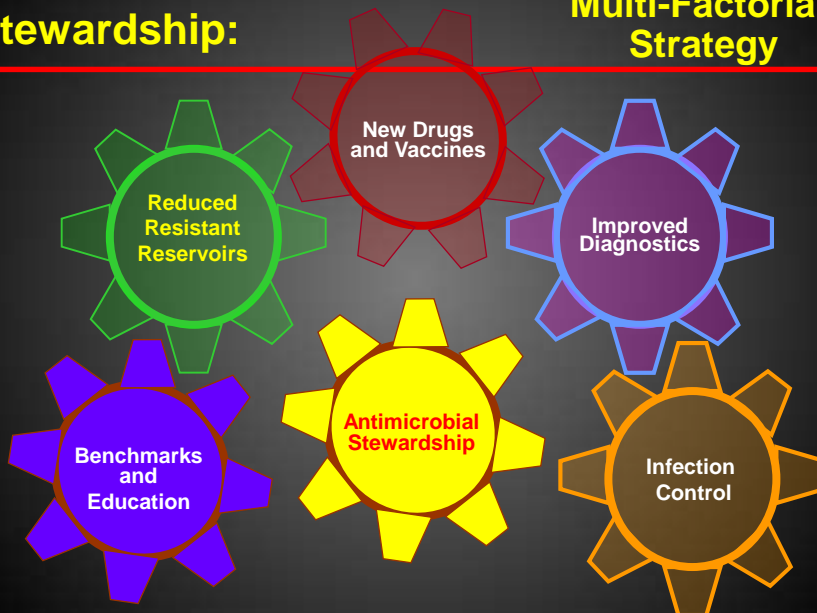 tewardship:
Multi-Factoria
Strategy
New Drugs
and Vaccines
Reduced
Resistant
Reservoirs
Improved
Diagnostics
Antimicrobial
Stewardship
Benchmarks
and
Education
Infection
Control